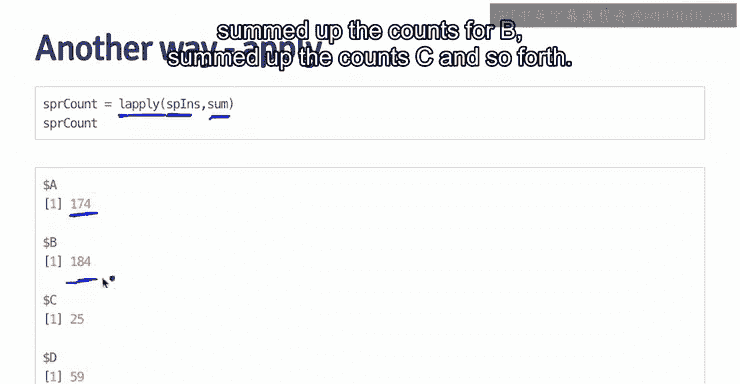 summed up the counts for B,
Another way - apply
summed up the counts C and so forth.
sprCount = lapply(spIns,sum)
sprCount
$A
[1] 174
$B
[1] 184
$C
[1] 25
$D
[1] 59